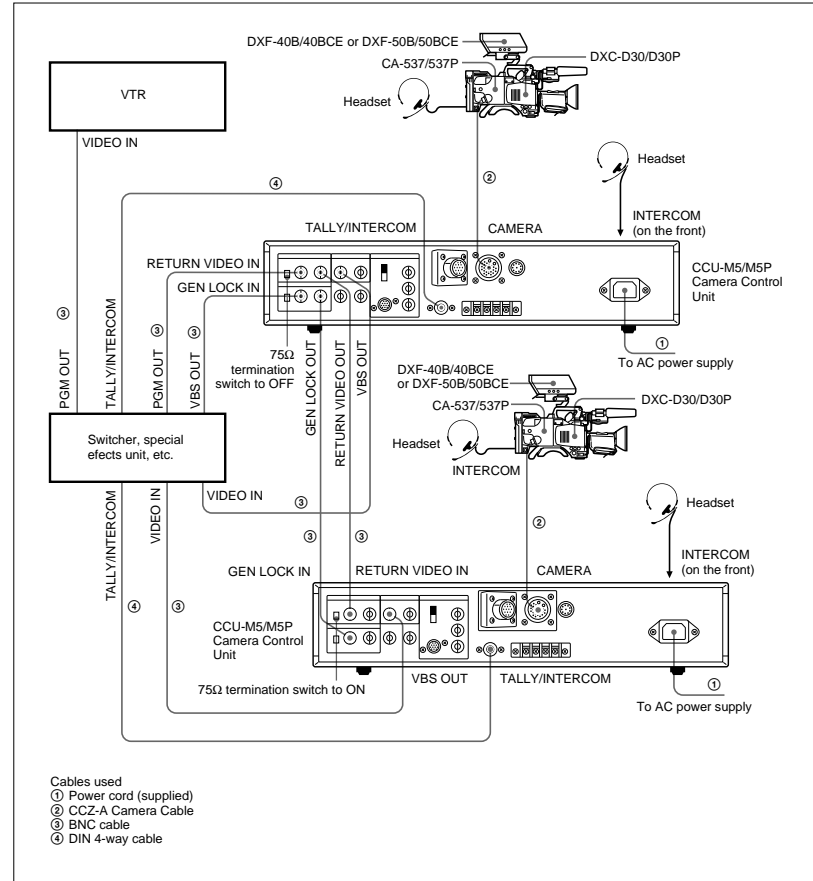 DXF-40B/40BCE or DXF-50B/50BCE
CA-537/537P
DXC-D30/D30P
VTR
Headset
VIDEO IN
②
④
Headset
INTERCOM
(on the front)
TALLY/INTERCOM
CAMERA
RETURN VIDEO IN
GEN LOCK IN
CCU-M5/M5P
Camera Control
Unit
③
PGM OUT
TALLY/INTERCOM
③
PGM OUT
③
VBS OUT
75Ω
termination
switch to OFF
GEN LOCK OUT
RETURN VIDEO OUT
VBS OUT
①
To AC power supply
DXF-40B/40BCE
or DXF-50B/50BCE
CA-537/537P
DXC-D30/D30P
Switcher, special
efects unit, etc.
Headset
INTERCOM
TALLY/INTERCOM
VIDEO IN
VIDEO IN
③
③
③
②
Headset
INTERCOM
(on the front)
GEN LOCK IN
RETURN VIDEO IN
CAMERA
④
③
CCU-M5/M5P
Camera Control
Unit
75Ω termination switch to ON
VBS OUT
TALLY/INTERCOM
①
To AC power supply
Cables used
① Power cord (supplied)
② CCZ-A Camera Cable
③ BNC cable
④ DIN 4-way cable